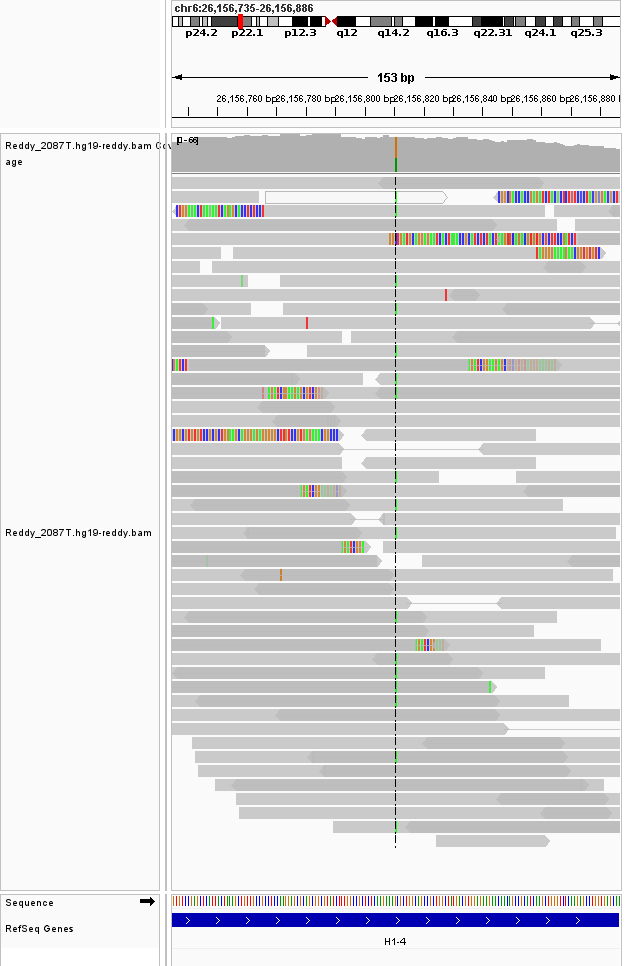 chr6:26,156,735-26,156,886
p24.2 p22.1 p12.3 q12 q14.2 q16.3 q22.31 q24.1 q25.3
153 bp
26,156,760 bp 26,156,780 bp 26,156,800 bp 26,156,820 bp 26,156,840 bp 26,156,860 bp 26,156,880 b
Reddy_2087T.hg19-reddy.bam Cov
age
[0-66]
Reddy_2087T.hg19-reddy.bam
Sequence
RefSeq Genes
H1-4